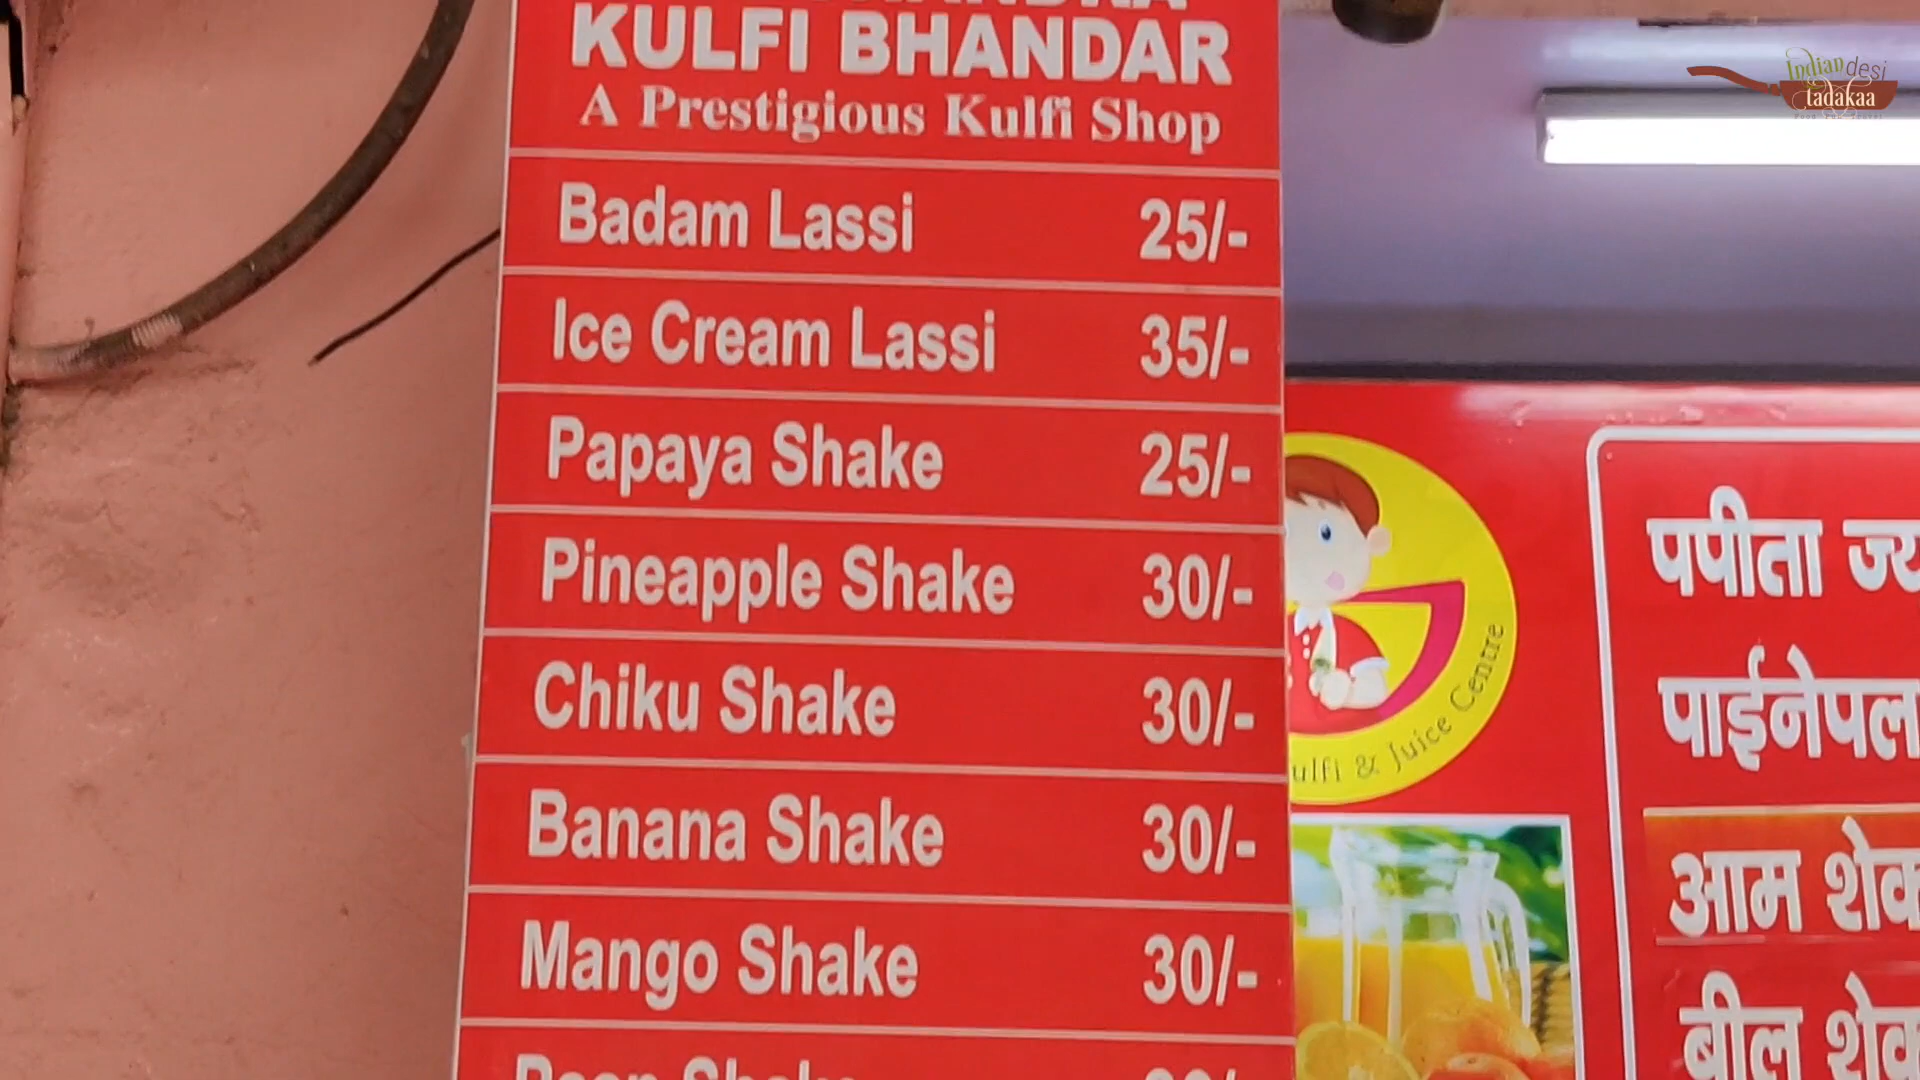 KULFI BHANDAR
A Prestigious Kulfi Shop
Badam Lassi 25/-
Ice Cream Lassi 35/-
Papaya Shake 25/-
Pineapple Shake 30/-
Chiku Shake 30/-
Banana Shake 30/-
Mango Shake 30/-
Shake
& Juice Centre
पपीता
आम
बील
Indian desi
tadakaa